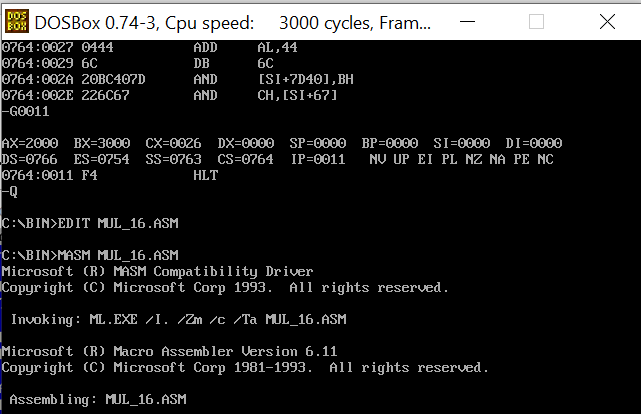 DOS BOX
DOSBox 0.74-3, Cpu speed: 3000 cycles, Fram...
0764:0027 0444 ADD AL,44
0764:0029 6C DB 6C
0764:002A 20BC407D AND [SI+7D40],BH
0764:002E 226C67 AND CH,[SI+67]
-G0011
AX=2000 BX=3000 CX=0026 DX=0000 SP=0000 BP=0000 SI=0000 DI=0000
DS=0766 ES=0754 SS=0763 CS=0764 IP=0011 NV UP EI PL NZ NA PE NC
0764:0011 F4 HLT
-Q
C:\BIN>EDIT MUL_16.ASM
C:\BIN>MASM MUL_16.ASM
Microsoft (R) MASM Compatibility Driver
Copyright (C) Microsoft Corp 1993. All rights reserved.
Invoking: ML.EXE /I. /Zm /c /Ta MUL_16.ASM
Microsoft (R) Macro Assembler Version 6.11
Copyright (C) Microsoft Corp 1981-1993. All rights reserved.
Assembling: MUL_16.ASM